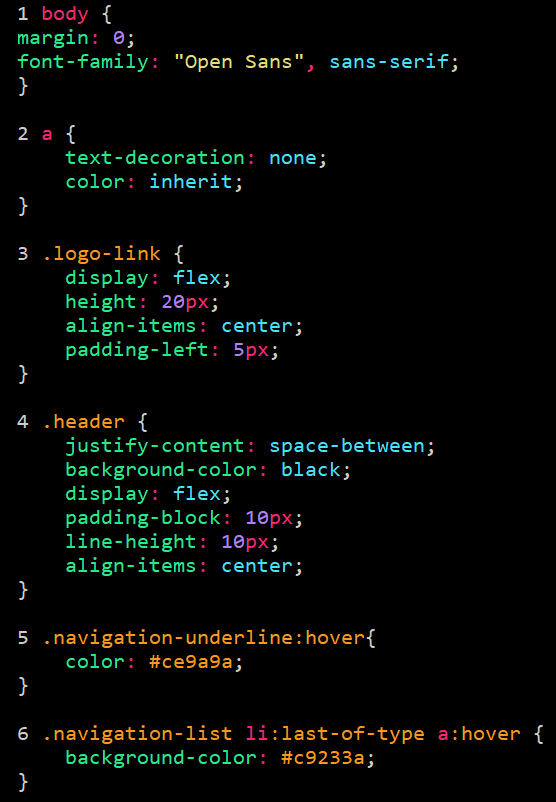 1 body {
margin: 0;
font-family: "Open Sans", sans-serif;
}
2 a {
text-decoration: none;
color: inherit;
}
3 .logo-link {
display: flex;
height: 20px;
align-items: center;
padding-left: 5px;
}
4 .header {
justify-content: space-between;
background-color: black;
display: flex;
padding-block: 10px;
line-height: 10px;
align-items: center;
}
5 .navigation-underline:hover{
color: #ce9a9a;
}
6 .navigation-list li:last-of-type a:hover {
background-color: #c9233a;
}